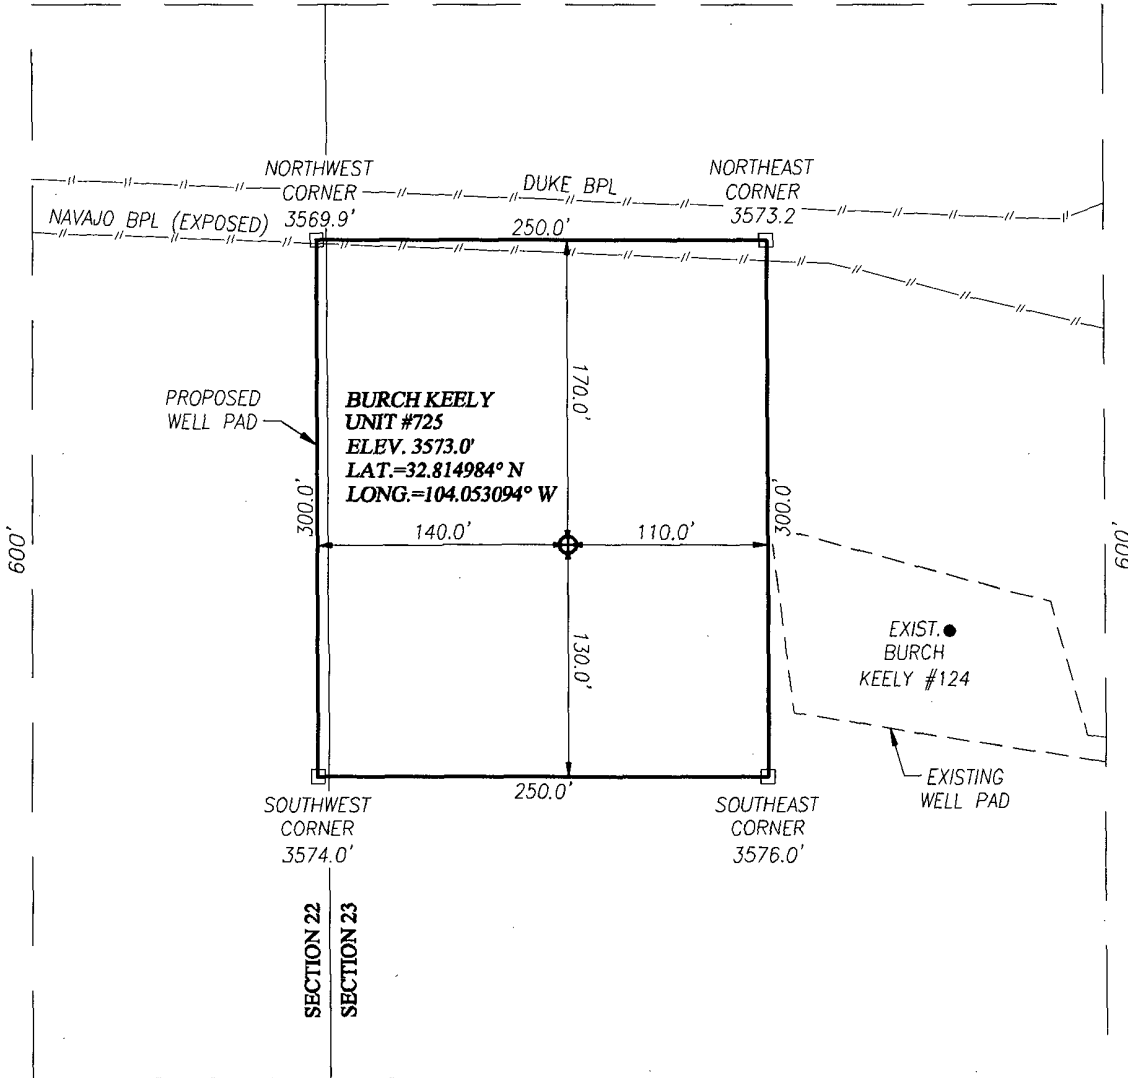 NORTHWEST
CORNER
3569.9'
DUKE BPL
NORTHEAST
CORNER
3573.2
NAVAJO BPL (EXPOSED)
250.0'
PROPOSED
WELL PAD
BURCH KEELY
UNIT #725
ELEV. 3573.0'
LAT.=32.814984° N
LONG.=104.053094° W
170.0'
300.0'
300.0'
600'
600'
140.0'
110.0'
130.0'
EXIST.
BURCH
KEELY #124
EXISTING
WELL PAD
250.0'
SOUTHWEST
CORNER
3574.0'
SOUTHEAST
CORNER
3576.0'
SECTION 22
SECTION 23